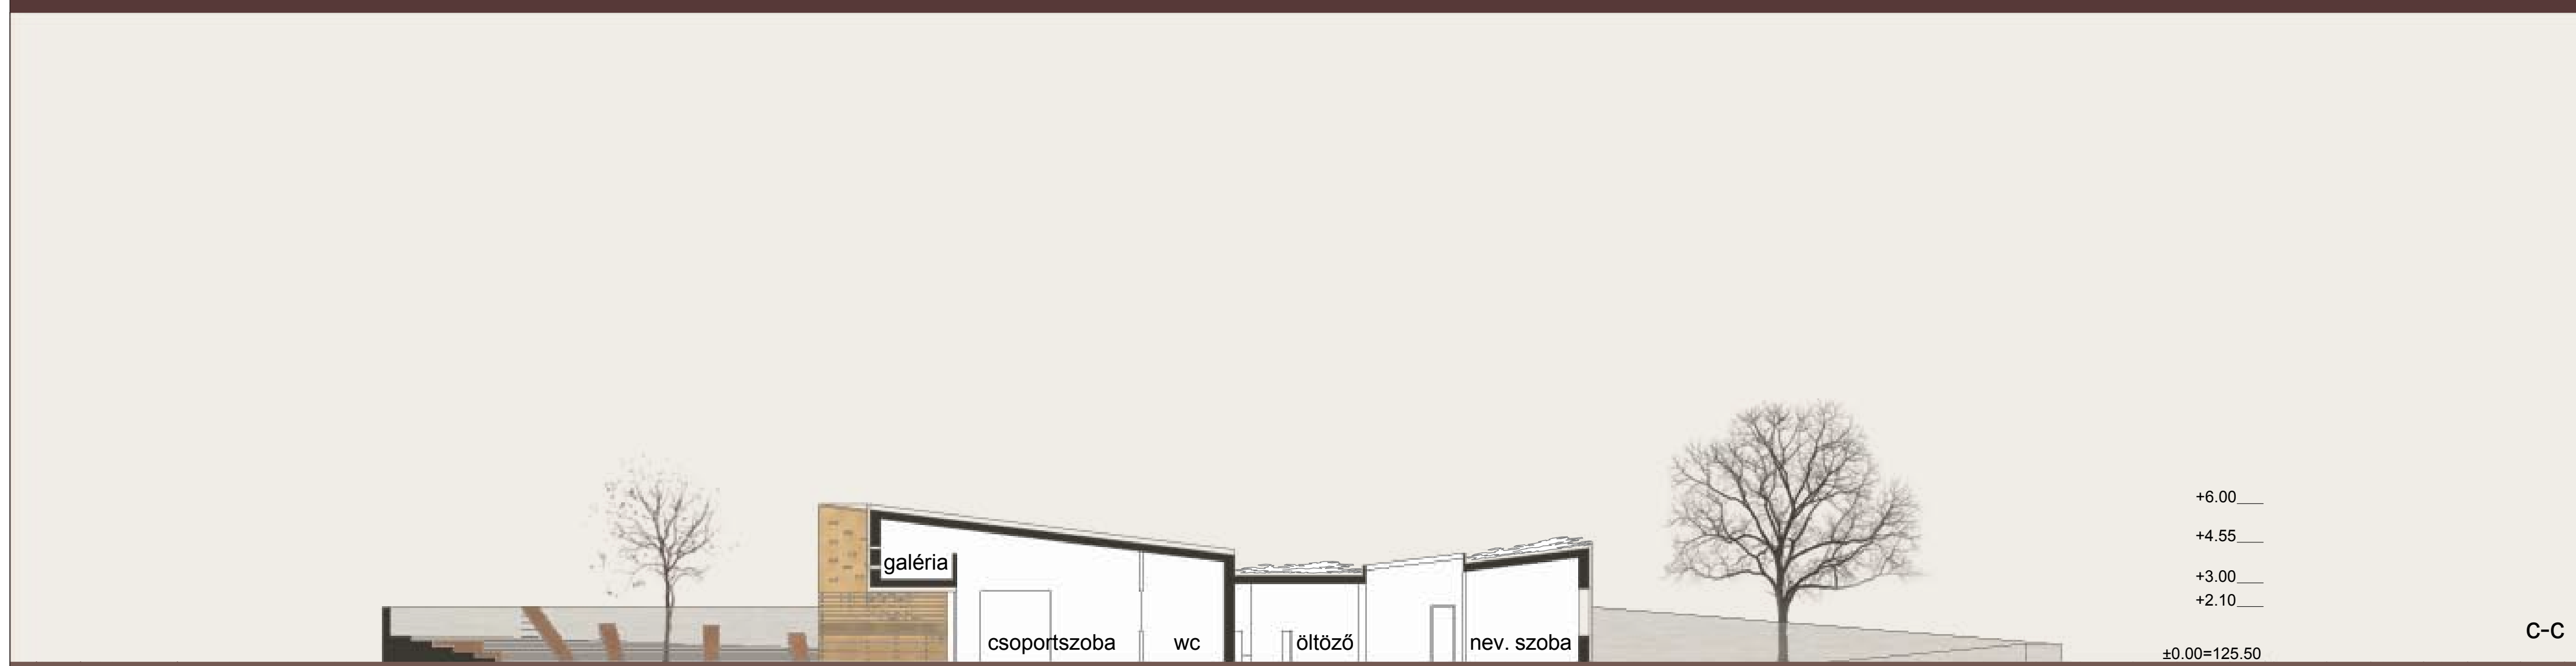 galéria
csoportszoba
wc
öltöző
nev. szoba
+6.00
+4.55
+3.00
+2.10
±0.00=125.50
c-c